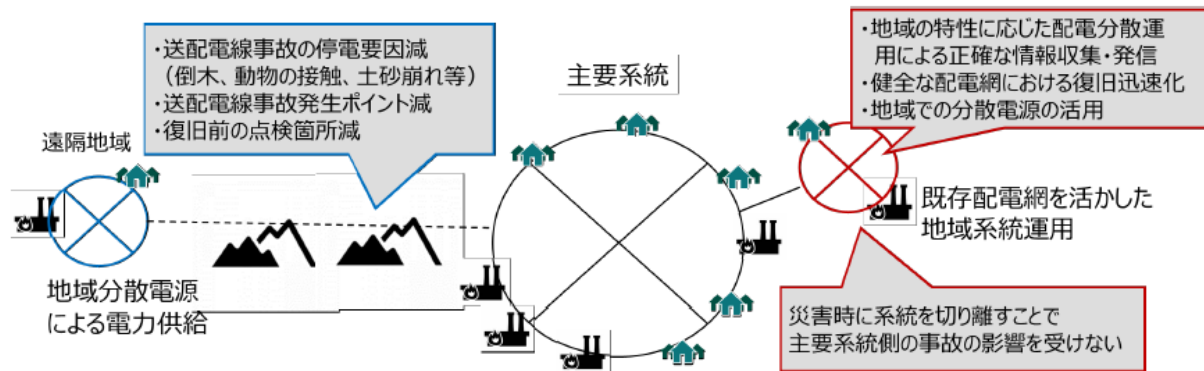 ・送配電線事故の停電要因減
（倒木、動物の接触、土砂崩れ等）
・送配電線事故発生ポイント減
・復旧前の点検箇所減
遠隔地域
地域分散電源
による電力供給
主要系統
・地域の特性に応じた配電分散運
用による正確な情報収集・発信
・健全な配電網における復旧迅速化
・地域での分散電源の活用
既存配電網を活かした
地域系統運用
災害時に系統を切り離すことで
主要系統側の事故の影響を受けない